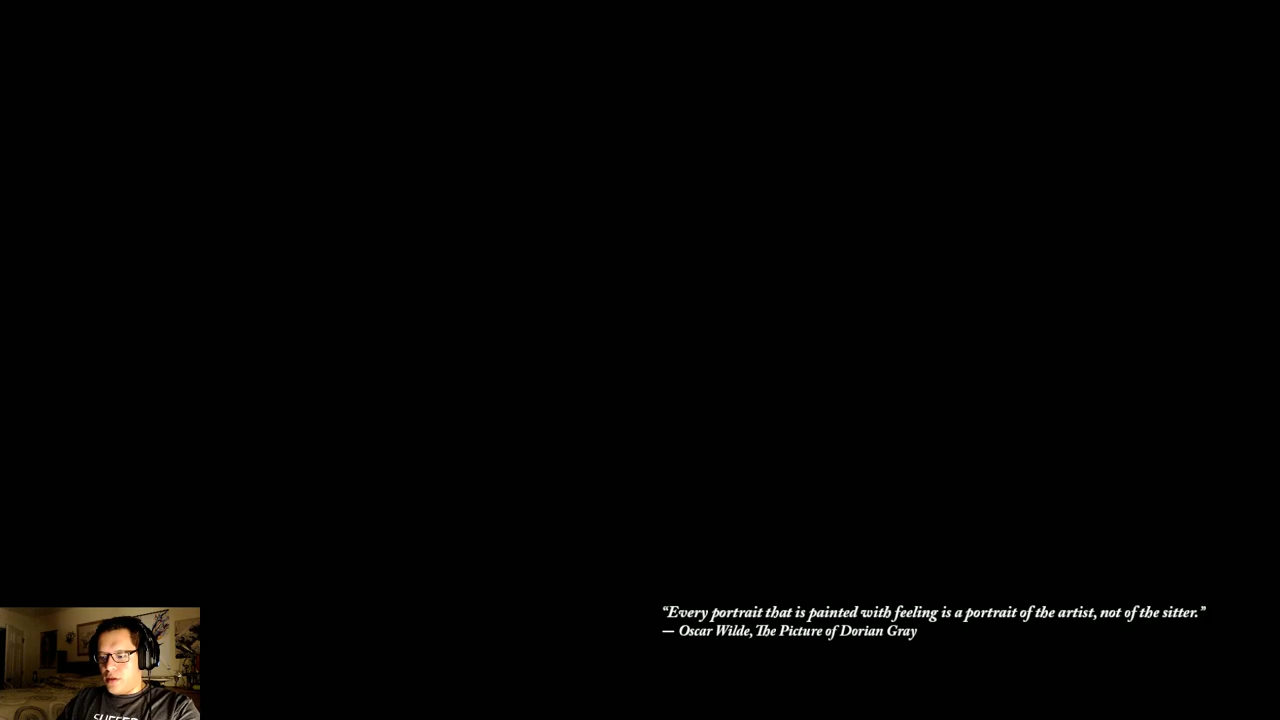 “Every portrait that is painted with feeling is a portrait of the artist, not of the sitter.”
— Oscar Wilde, The Picture of Dorian Gray
SUFFER